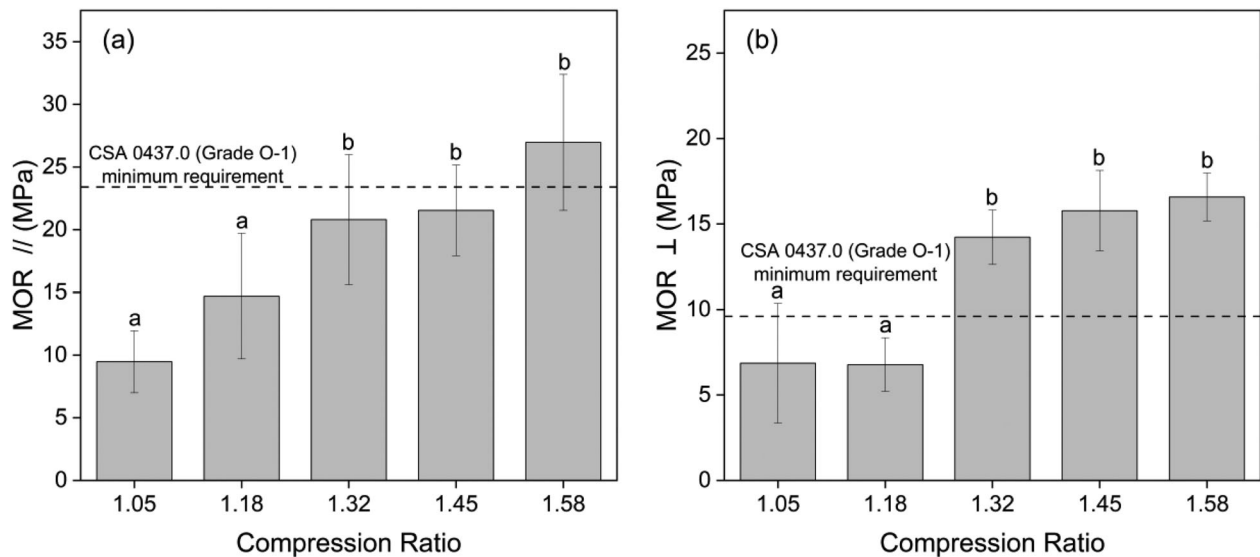 (a)
35
30
25
20
15
10
5
0
MOR // (MPa)
CSA 0437.0 (Grade O-1)
minimum requirement
a
a
b
b
b
1.05 1.18 1.32 1.45 1.58
Compression Ratio
(b)
25
20
15
10
5
0
MOR ⊥ (MPa)
CSA 0437.0 (Grade O-1)
minimum requirement
a
a
b
b
b
1.05 1.18 1.32 1.45 1.58
Compression Ratio